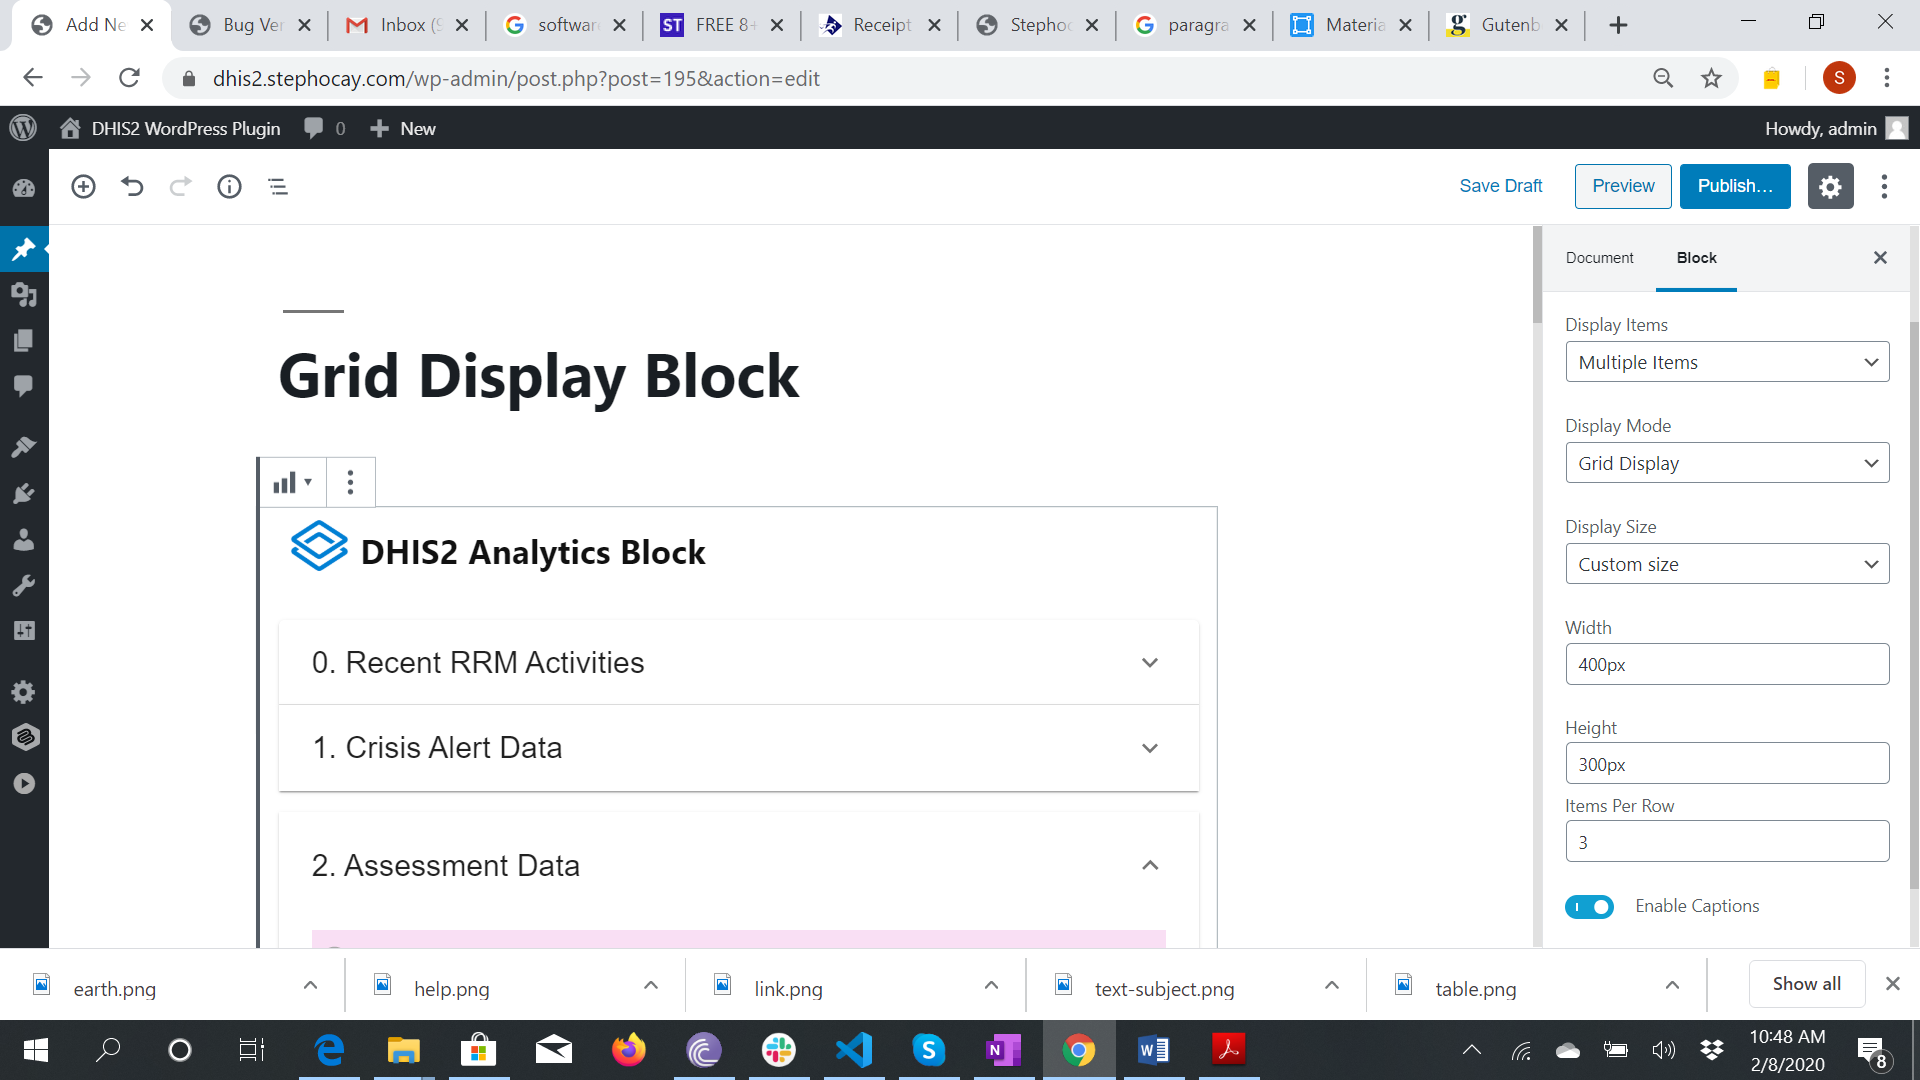 Add Ne
Bug Ver
Inbox (9
software
ST FREE 8+
Receipt
Stephoc
paragra
Materia
g Gutenb
dhis2.stephocay.com/wp-admin/post.php?post=195&action=edit
S
DHIS2 WordPress Plugin 0 New
Howdy, admin
Save Draft Preview Publish…
Document Block
Display Items
Multiple Items
Display Mode
Grid Display
Display Size
Custom size
Width
400px
Height
300px
Items Per Row
3
Enable Captions
Grid Display Block
DHIS2 Analytics Block
0. Recent RRM Activities
1. Crisis Alert Data
2. Assessment Data
earth.png
help.png
link.png
text-subject.png
table.png
Show all
10:48 AM
2/8/2020
8